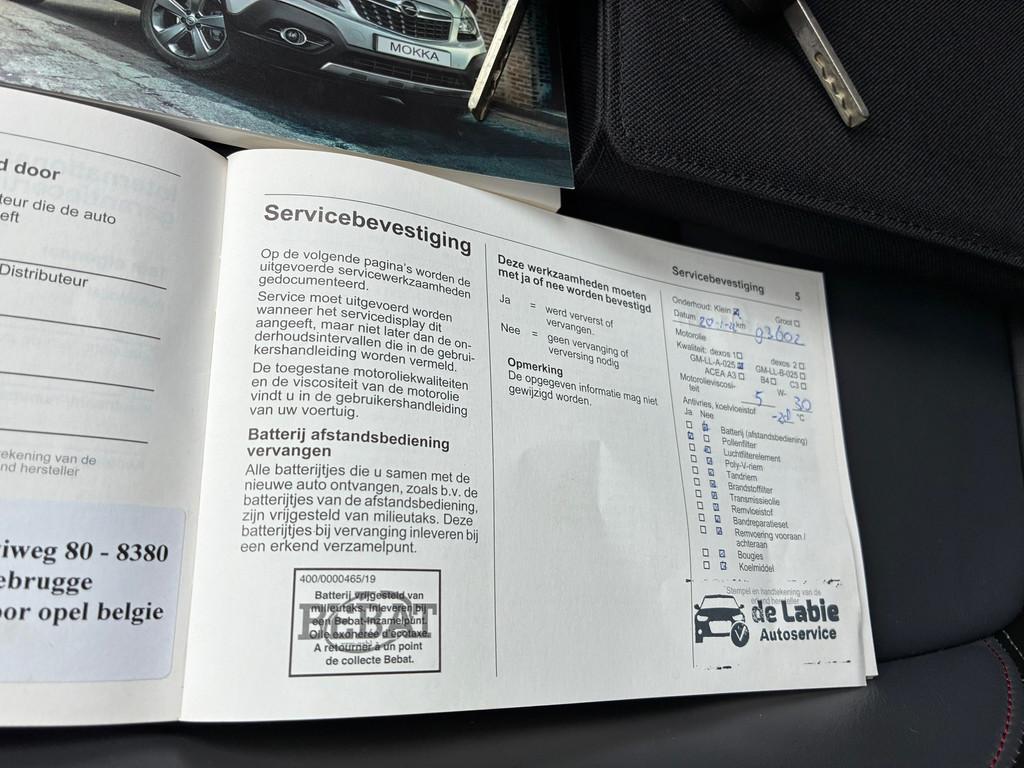 MOKKA
d door
teur die de auto
eft
Distributeur
ekening van de
nd hersteller
iweg 80 - 8380
ebrugge
oor opel belgie
Servicebevestiging
Op de volgende pagina's worden de
uitgevoerde servicewerkzaamheden
gedocumenteerd.
Service moet uitgevoerd worden
wanneer het servicedisplay dit
aangeeft, maar niet later dan de on-
derhoudsintervallen die in de gebrui-
kershandleiding worden vermeld.
De toegestane motoroliekwaliteiten
en de viscositeit van de motorolie
vindt u in de gebruikershandleiding
van uw voertuig.
Batterij afstandsbediening
vervangen
Alle batterijtjes die u samen met de
nieuwe auto ontvangen, zoals b.v. de
batterijtjes van de afstandsbediening,
zijn vrijgesteld van milieutaks. Deze
batterijtjes bij vervanging inleveren bij
een erkend verzamelpunt.
400/0000465/19
Batterij vrijgesteld van
milieutaks. Inleveren bij
een Bebat-Inzamelpunt.
Pile exonérée d'écotaxe.
A retourner à un point
de collecte Bebat.
Deze werkzaamheden moeten
met ja of nee worden bevestigd
Ja = werd ververst of
vervangen.
Nee = geen vervanging of
verversing nodig
Opmerking
De opgegeven informatie mag niet
gewijzigd worden.
Servicebevestiging 5
Onderhoud: Klein Groot
Datum km 93602
Motorolie
Kwaliteit: dexos 1 dexos 2
GM-LL-A-025 GM-LL-B-025
ACEA A3 B4 C3
Motorolieviscosi-
teit 5 W- 30
Antivries, koelvloeistof -28 °C
Ja Nee
Batterij (afstandsbediening)
Pollenfilter
Luchtfilterelement
Poly-V-riem
Tandriem
Brandstoffilter
Transmissieolie
Remvloeistof
Bandreparatieset
Remvoering vooraan /
achteraan
Bougies
Koelmiddel
Stempel en handtekening van de
erkend hersteller
de Labie
Autoservice